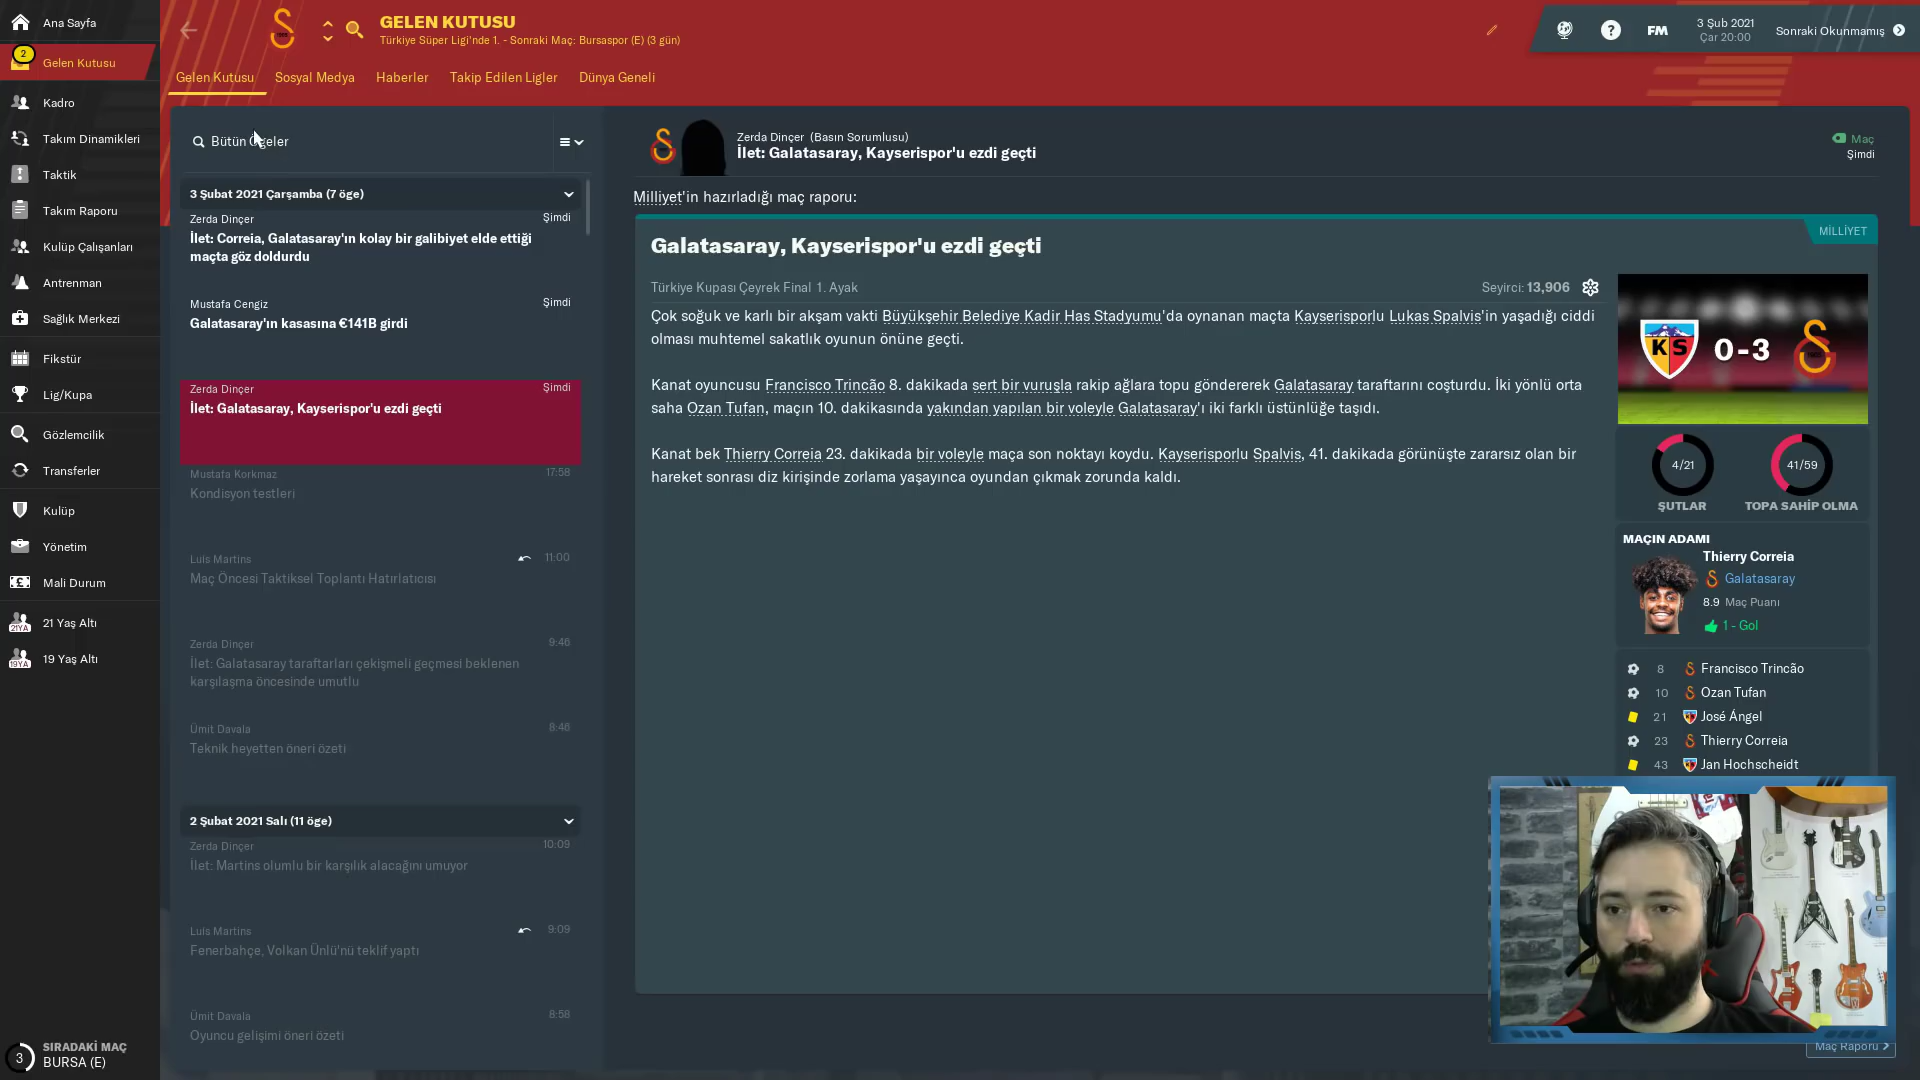 Ana Sayfa
2
Gelen Kutusu
Kadro
Takım Dinamikleri
Taktik
Takım Raporu
Kulüp Çalışanları
Antrenman
Sağlık Merkezi
Fikstür
Lig/Kupa
Gözlemcilik
Transferler
Kulüp
Yönetim
Mali Durum
21YA
21 Yaş Altı
19YA
19 Yaş Altı
3
SIRADAKİ MAÇ
BURSA (E)
GELEN KUTUSU
Türkiye Süper Ligi'nde 1. - Sonraki Maç: Bursaspor (E) (3 gün)
FM
3 Şub 2021
Çar 20:00
Sonraki Okunmamış
Gelen Kutusu
Sosyal Medya
Haberler
Takip Edilen Ligler
Dünya Geneli
Bütün Ögeler
3 Şubat 2021 Çarşamba (7 öge)
Zerda Dinçer
Şimdi
İlet: Correia, Galatasaray'ın kolay bir galibiyet elde ettiği
maçta göz doldurdu
Mustafa Cengiz
Şimdi
Galatasaray'ın kasasına €141B girdi
Zerda Dinçer
Şimdi
İlet: Galatasaray, Kayserispor'u ezdi geçti
Mustafa Korkmaz
17:58
Kondisyon testleri
Luís Martins
11:00
Maç Öncesi Taktiksel Toplantı Hatırlatıcısı
Zerda Dinçer
9:46
İlet: Galatasaray taraftarları çekişmeli geçmesi beklenen
karşılaşma öncesinde umutlu
Ümit Davala
8:46
Teknik heyetten öneri özeti
2 Şubat 2021 Salı (11 öge)
Zerda Dinçer
10:09
İlet: Martins olumlu bir karşılık alacağını umuyor
Luís Martins
9:09
Fenerbahçe, Volkan Ünlü'nü teklif yaptı
Ümit Davala
8:58
Oyuncu gelişimi öneri özeti
Zerda Dinçer (Basın Sorumlusu)
İlet: Galatasaray, Kayserispor'u ezdi geçti
Maç
Şimdi
Milliyet'in hazırladığı maç raporu:
MİLLİYET
Galatasaray, Kayserispor'u ezdi geçti
Türkiye Kupası Çeyrek Final 1. Ayak
Seyirci: 13,906
Çok soğuk ve karlı bir akşam vakti Büyükşehir Belediye Kadir Has Stadyumu'da oynanan maçta Kayserisporlu Lukas Spalvis'in yaşadığı ciddi
olması muhtemel sakatlık oyunun önüne geçti.
Kanat oyuncusu Francisco Trincão 8. dakikada sert bir vuruşla rakip ağlara topu göndererek Galatasaray taraftarını coşturdu. İki yönlü orta
saha Ozan Tufan, maçın 10. dakikasında yakından yapılan bir voleyle Galatasaray'ı iki farklı üstünlüğe taşıdı.
Kanat bek Thierry Correia 23. dakikada bir voleyle maça son noktayı koydu. Kayserisporlu Spalvis, 41. dakikada görünüşte zararsız olan bir
hareket sonrası diz kirişinde zorlama yaşayınca oyundan çıkmak zorunda kaldı.
KS
0-3
4/21
ŞUTLAR
41/59
TOPA SAHİP OLMA
MAÇIN ADAMI
Thierry Correia
Galatasaray
8.9 Maç Puanı
1 - Gol
8 Francisco Trincão
10 Ozan Tufan
21 José Ángel
23 Thierry Correia
43 Jan Hochscheidt
Maç Raporu